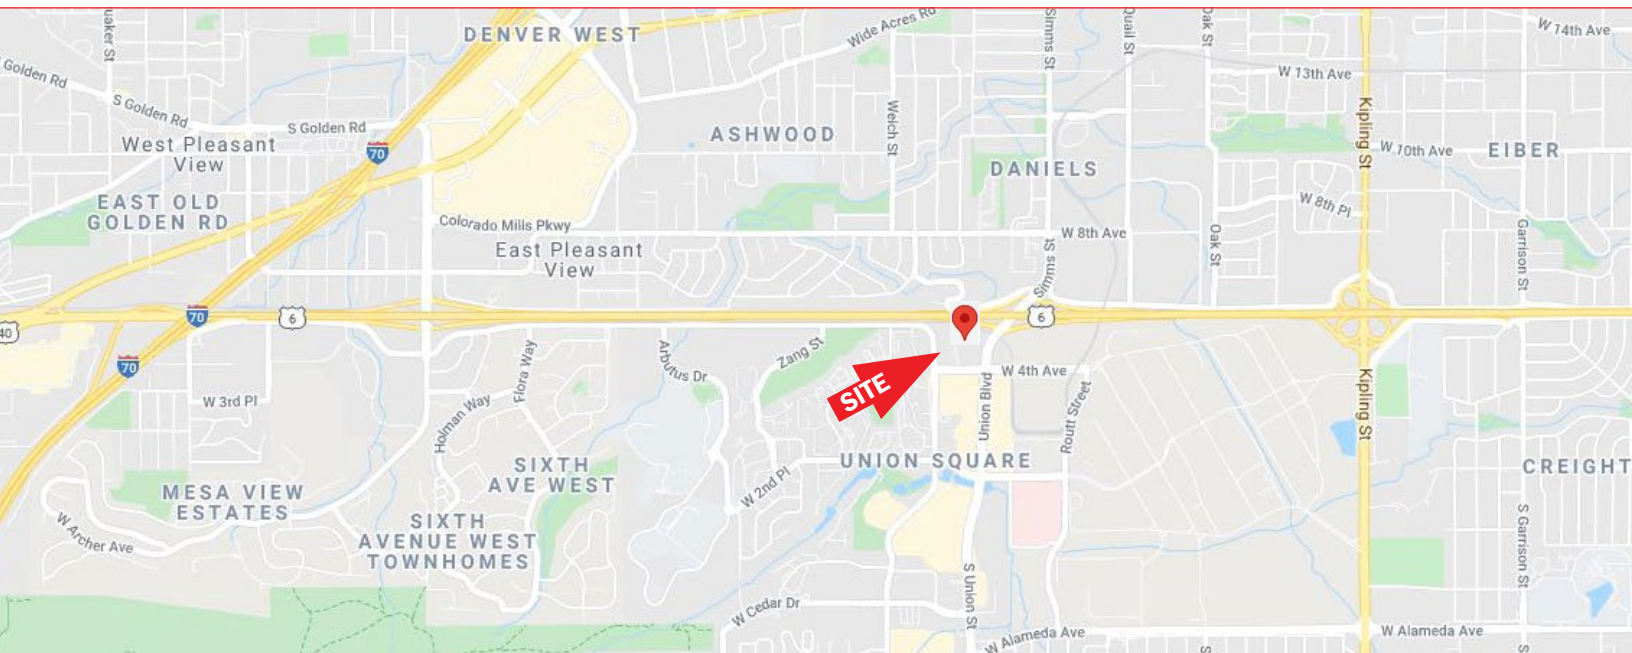 DENVER WEST
Wide Acres Rd
Simms St
Quail St
Oak St
W 14th Ave
uaker St
Golden Rd
W 13th Ave
S Golden Rd
S Golden Rd
Kipling St
Welch St
ASHWOOD
West Pleasant
View
70
W 10th Ave
EIBER
DANIELS
EAST OLD
GOLDEN RD
W 8th Pl
Colorado Mills Pkwy
W 8th Ave
Oak St
Garrison St
East Pleasant
View
Simms St
70
6
6
40
70
Zang St
Arbutus Dr
Flora Way
SITE
W 4th Ave
Union Blvd
Routt Street
Kipling St
W 3rd Pl
Holman Way
UNION SQUARE
CREIGHT
SIXTH
AVE WEST
W 2nd Pl
MESA VIEW
ESTATES
W Archer Ave
SIXTH
AVENUE WEST
TOWNHOMES
S Garrison St
S Union St
W Cedar Dr
W Alameda Ave
W Alameda Ave
S
S